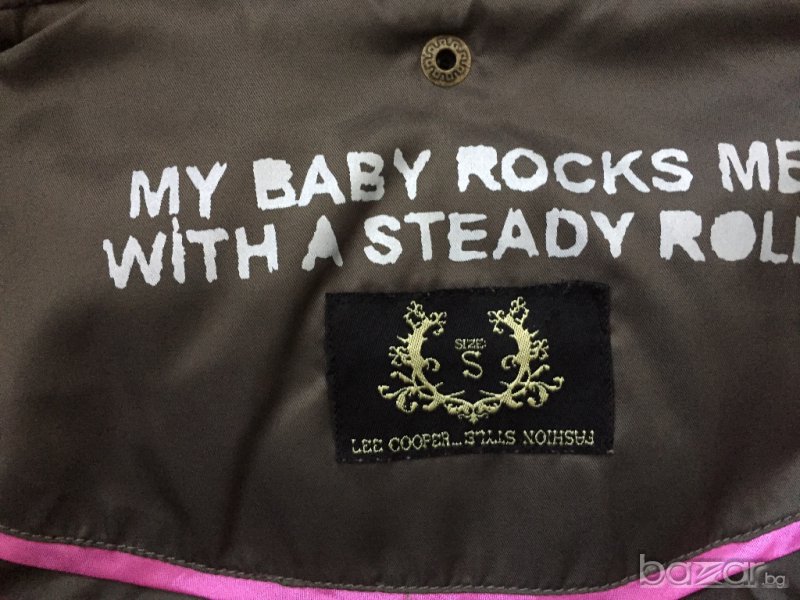 MY BABY ROCKS ME
WITH A STEADY ROLL
SIZE:
S
LEE COOPER... FASHION STYLE
bazar.bg